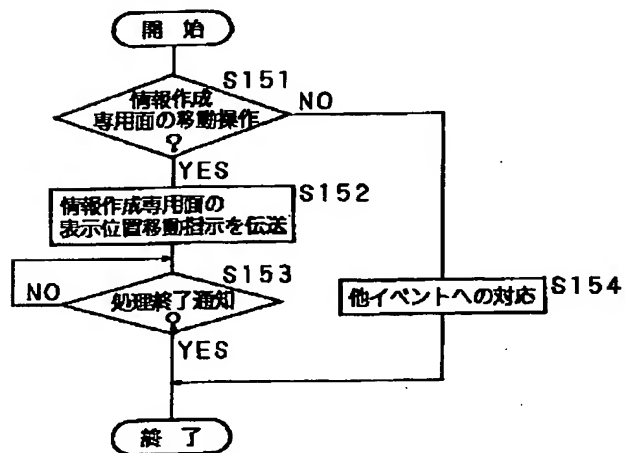 開 始
S151
情報作成
専用面の移動操作
?
NO
YES
S152
情報作成専用面の
表示位置移動指示を伝送
S153
NO
処理終了通知
?
YES
S154
他イベントへの対応
終 了